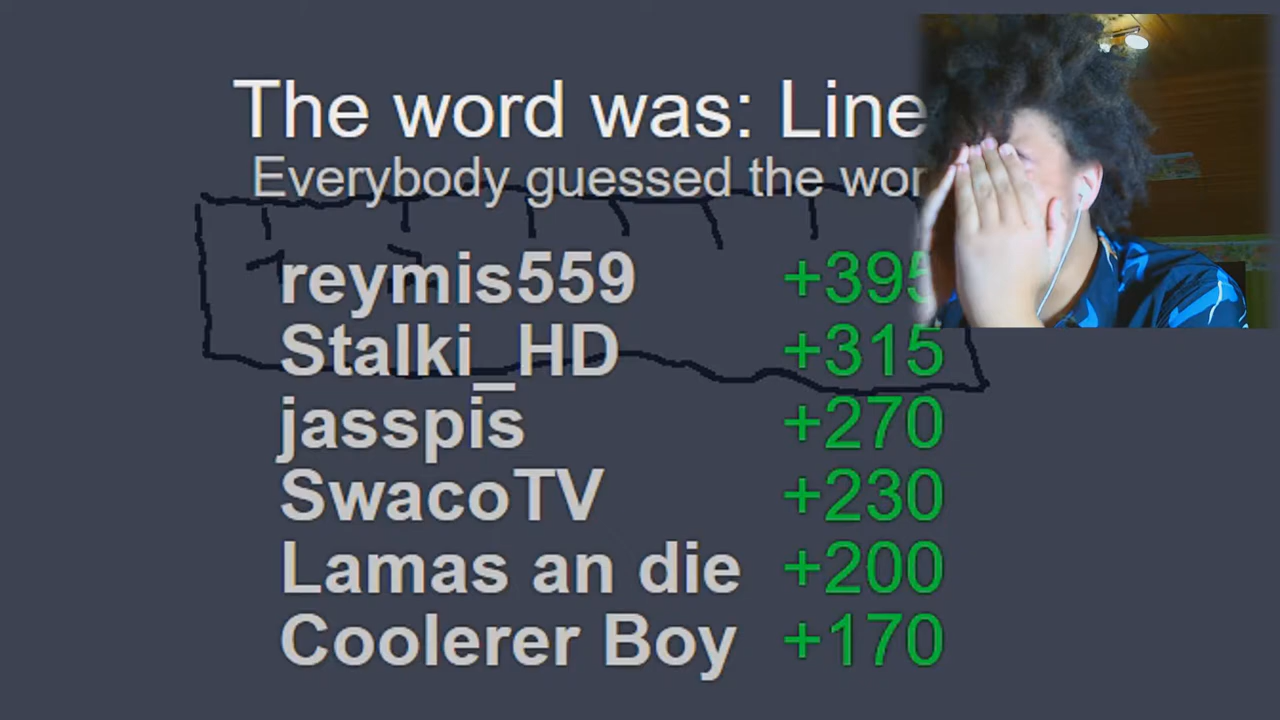 The word was: Line
Everybody guessed the wor
reymis559 +395
Stalki_HD +315
jasspis +270
SwacoTV +230
Lamas an die +200
Coolerer Boy +170